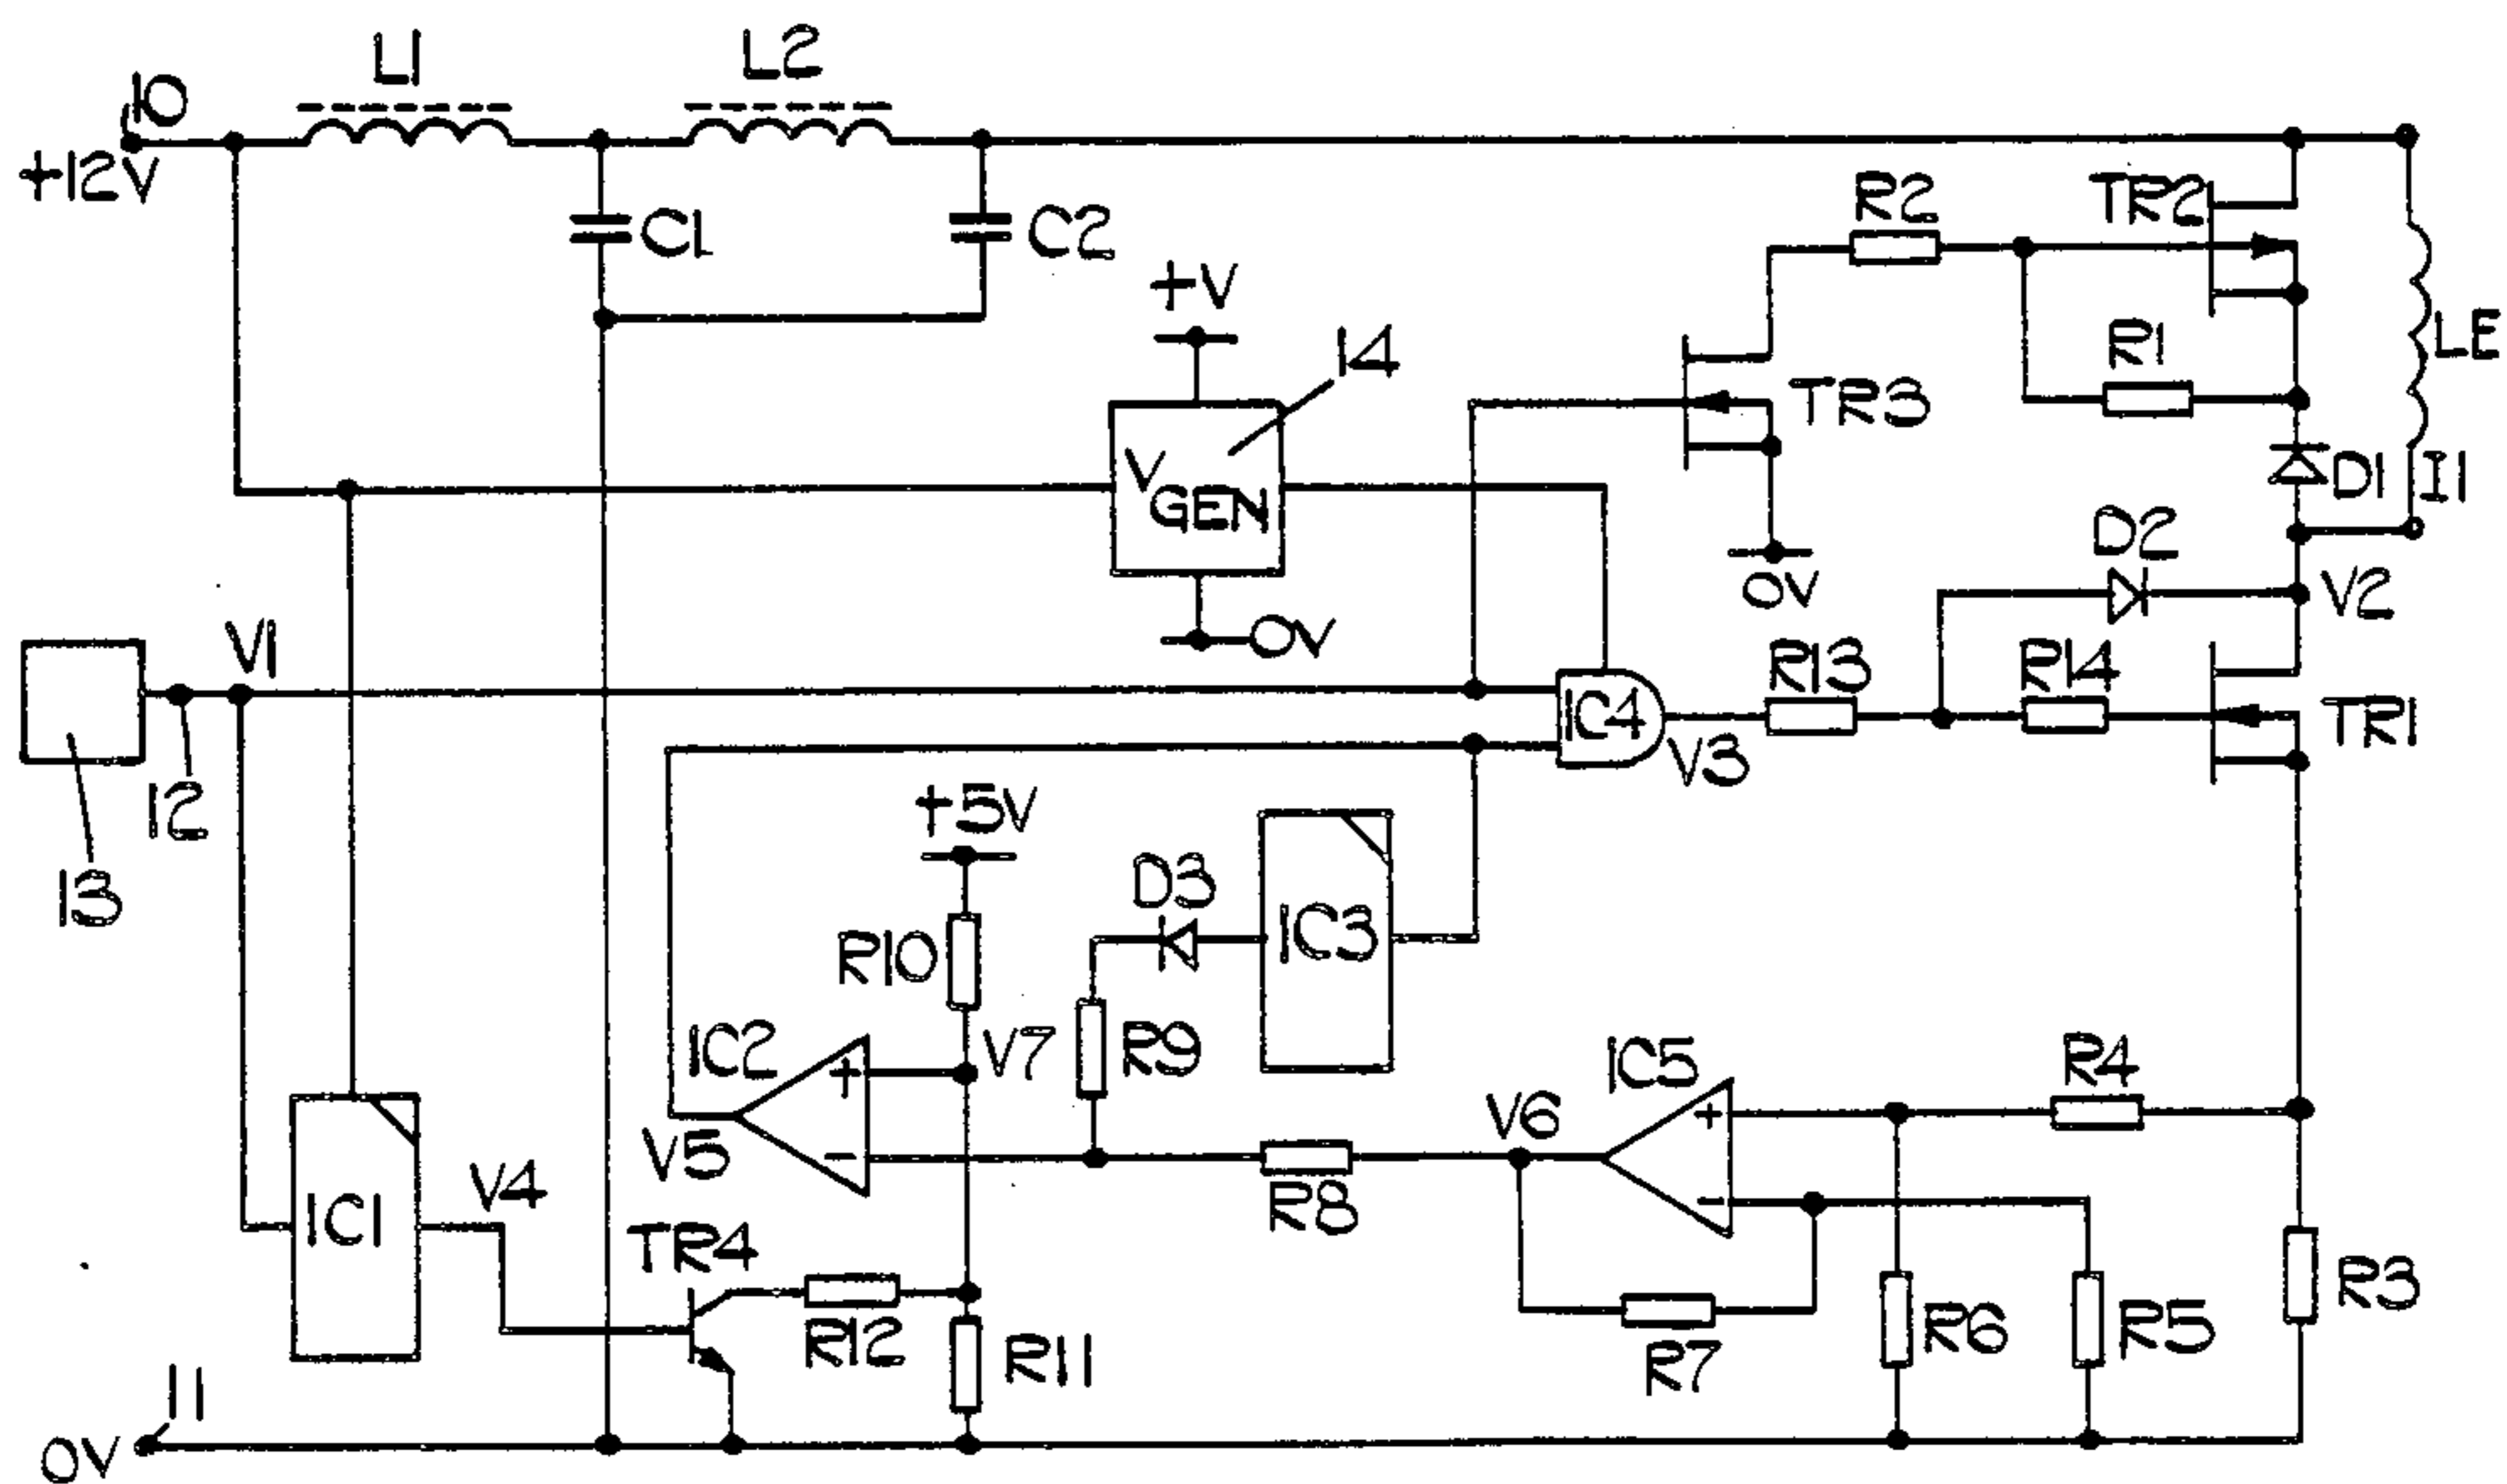 L1
L2
10
+12V
C1
C2
R2
TR2
+V
14
R1
LE
TR3
V
GEN
D1
I1
D2
0V
V2
0V
V1
R13
R14
IC4
TR1
V3
12
+5V
13
D3
R10
IC3
IC2
V7
R9
IC5
R4
+
V6
+
V5
-
V4
R8
-
IC1
TR4
R3
R12
R11
R7
R6
R5
11
0V